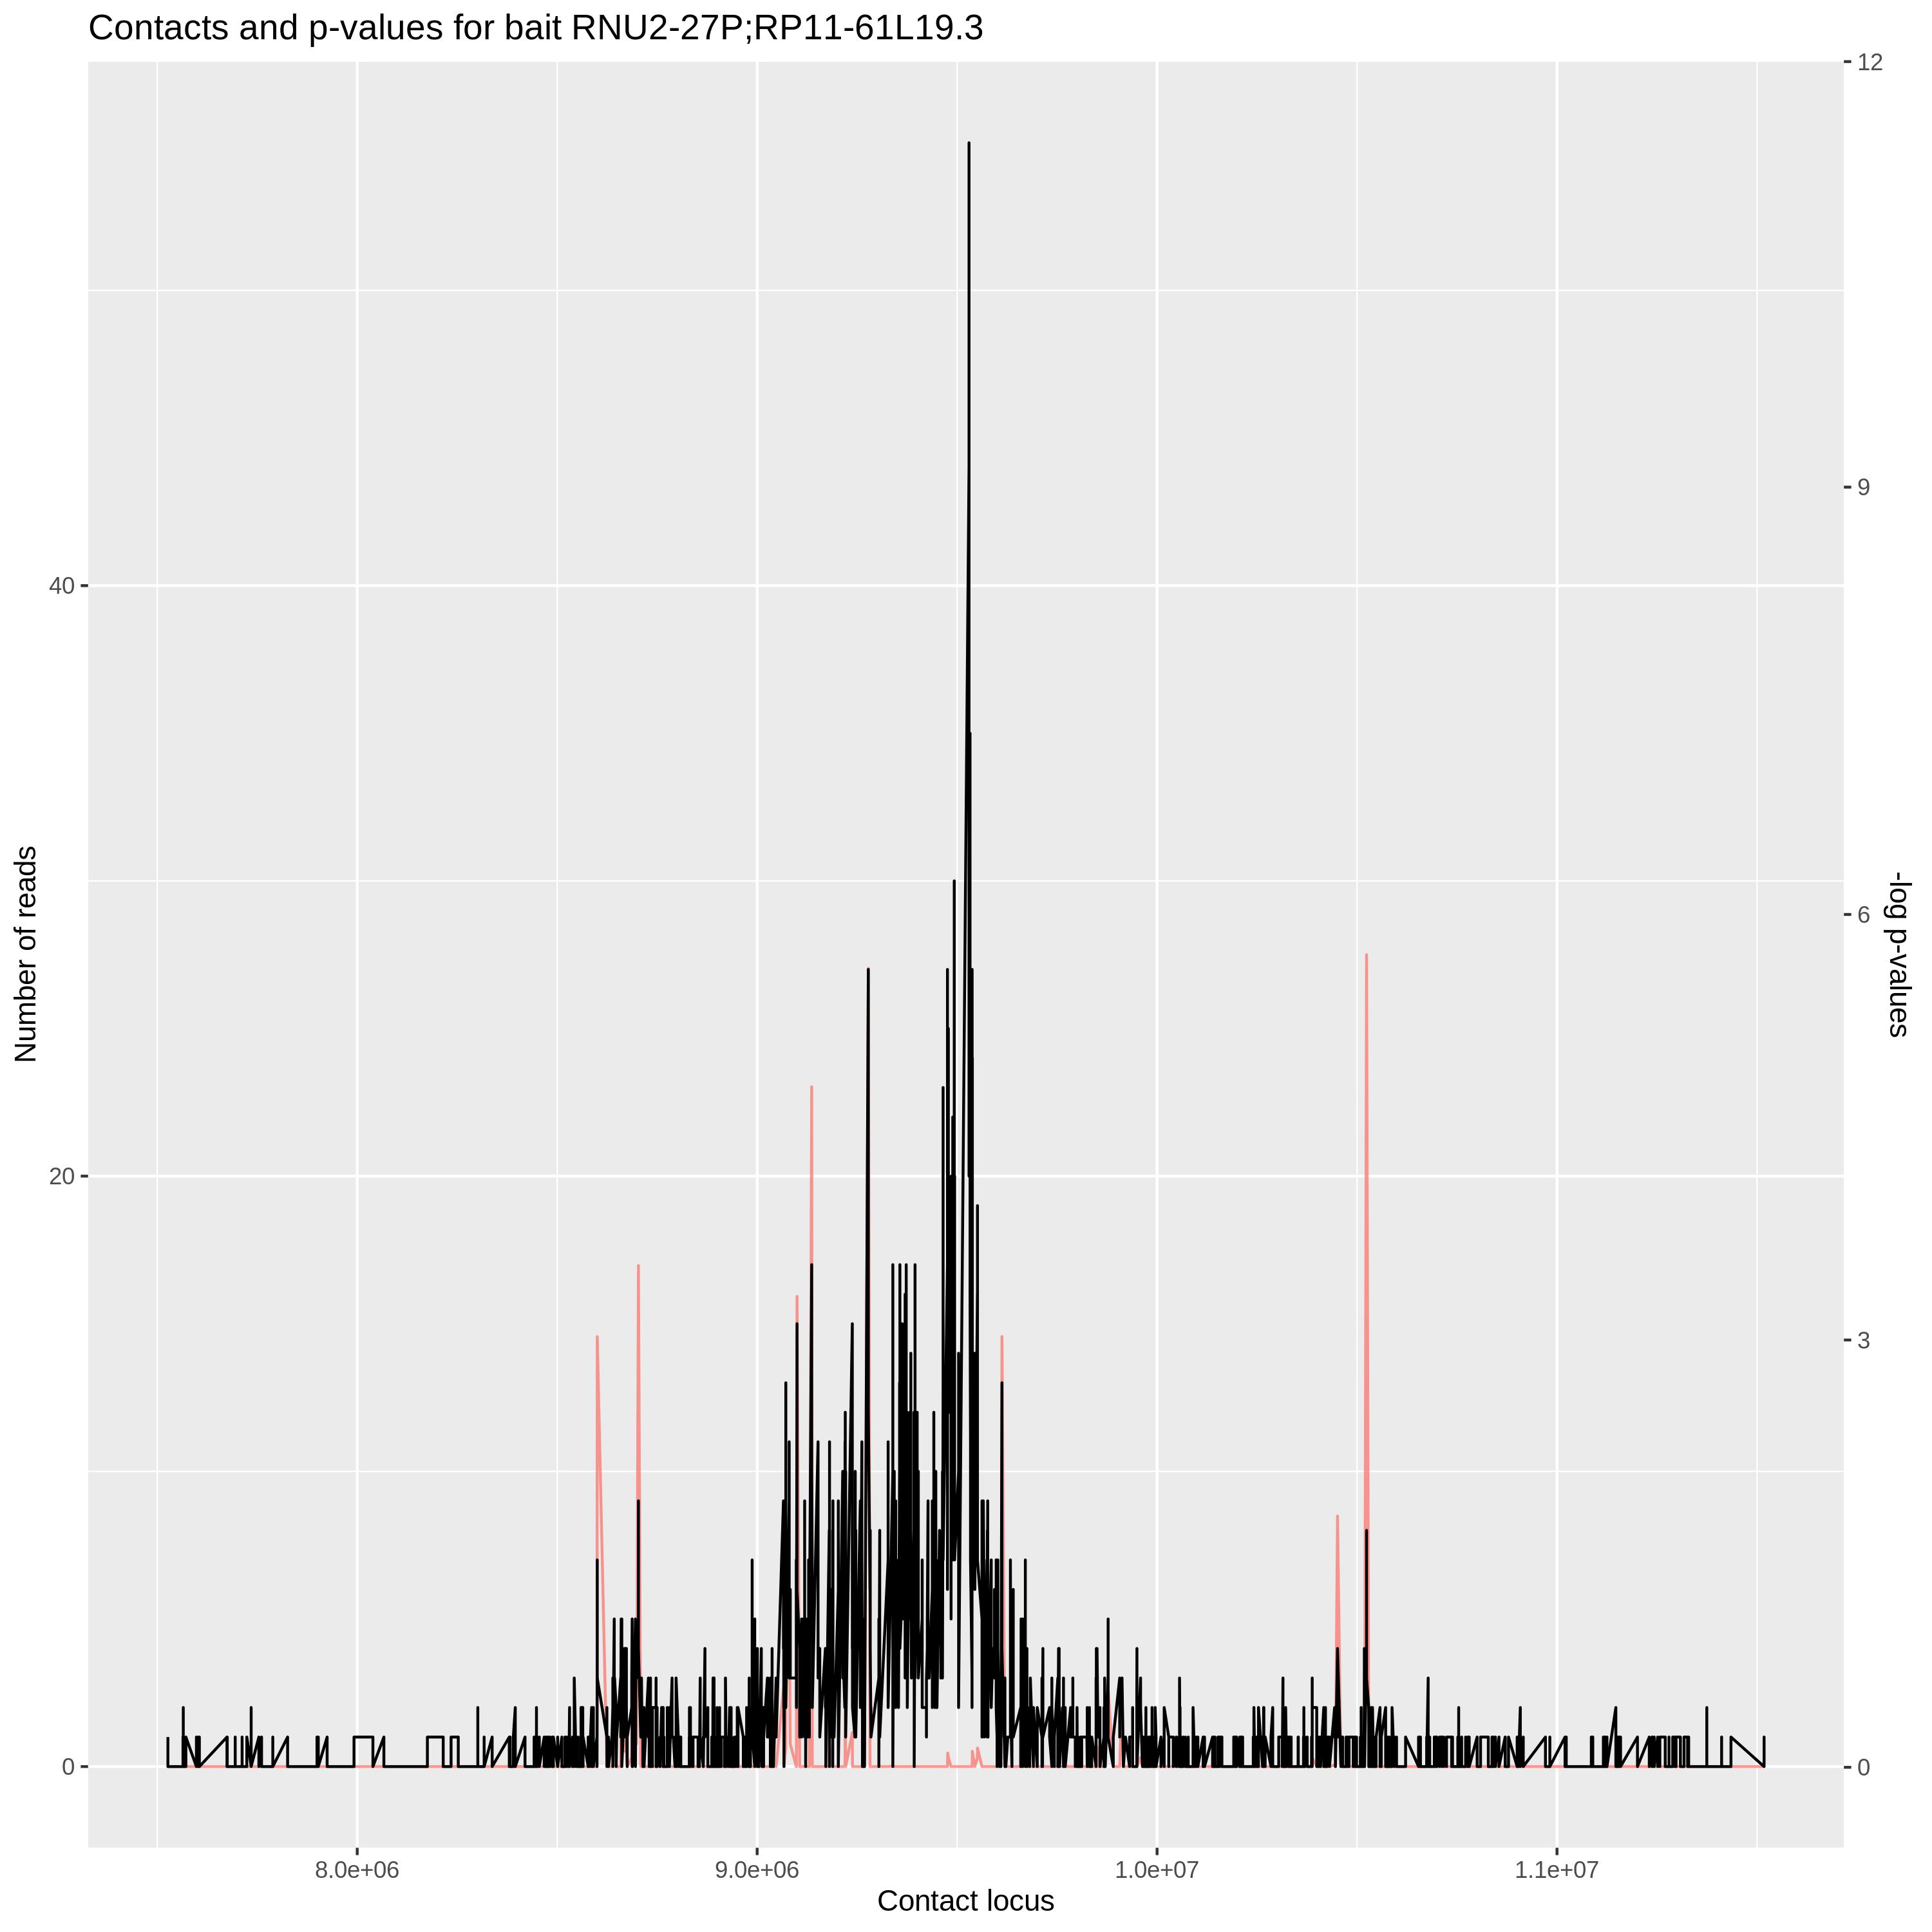 Contacts and p-values for bait RNU2-27P;RP11-61L19.3
12
9
6
3
0
-log p-values
40
20
0
Number of reads
8.0e+06
9.0e+06
1.0e+07
1.1e+07
Contact locus